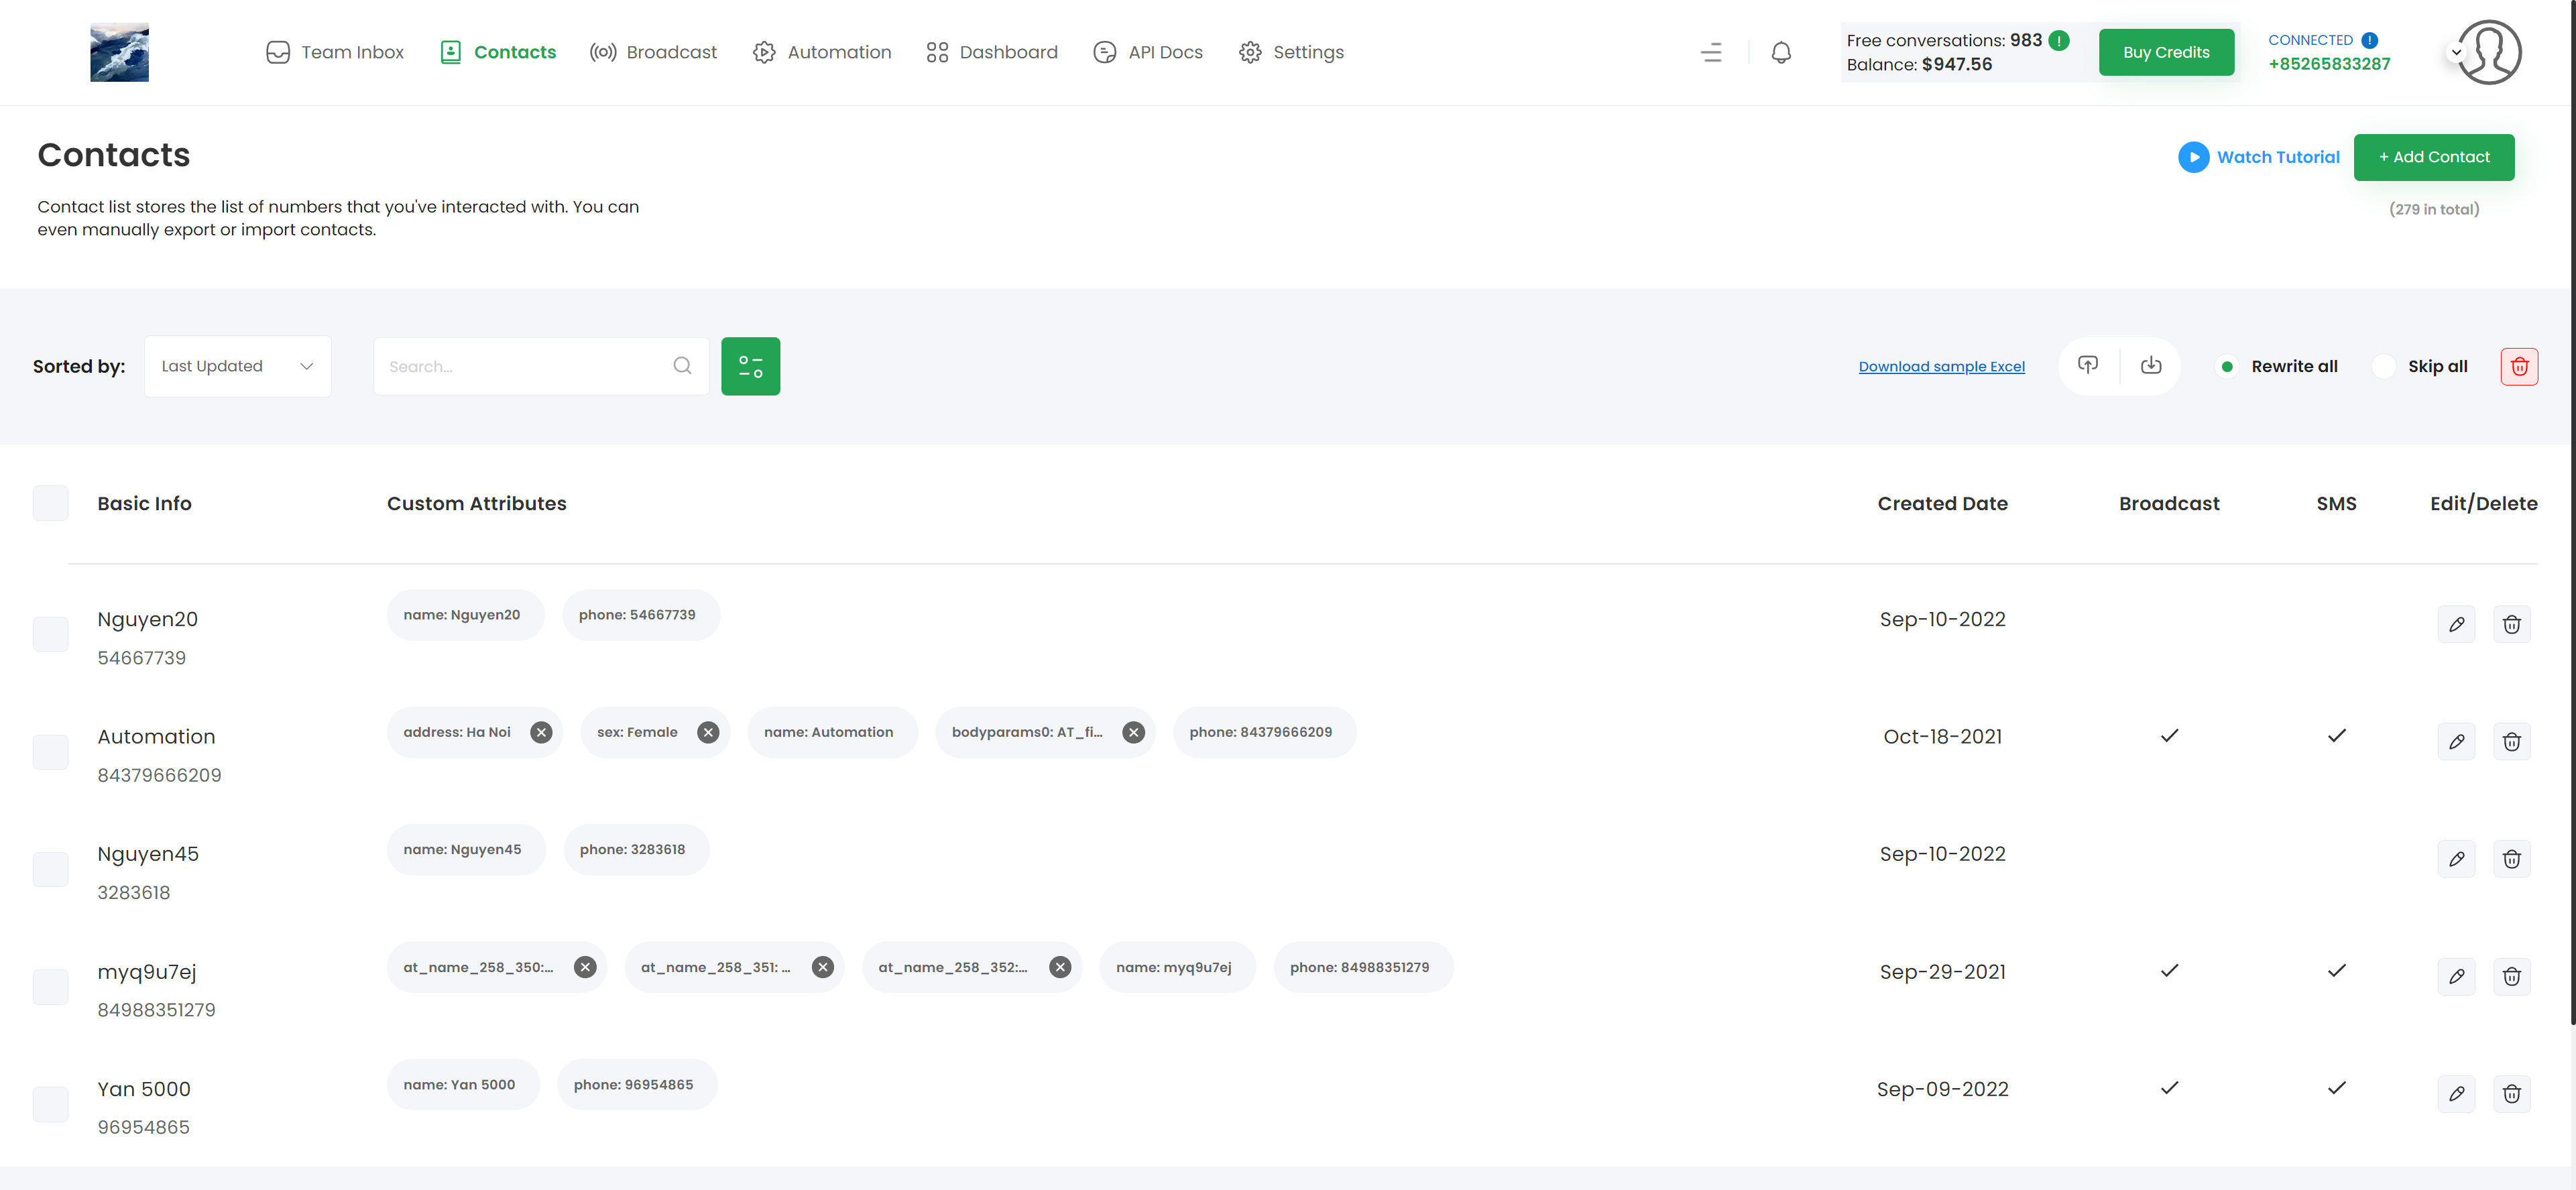 Team Inbox
Contacts
Broadcast
Automation
Dashboard
API Docs
Settings
Free conversations: 983
Balance: $947.56
Buy Credits
CONNECTED
+85265833287
Contacts
Watch Tutorial
+ Add Contact
Contact list stores the list of numbers that you've interacted with. You can
even manually export or import contacts.
(279 in total)
Sorted by:
Last Updated
Search...
Download sample Excel
Rewrite all
Skip all
Basic Info
Custom Attributes
Created Date
Broadcast
SMS
Edit/Delete
Nguyen20
54667739
name: Nguyen20
phone: 54667739
Sep-10-2022
Automation
84379666209
address: Ha Noi
sex: Female
name: Automation
bodyparams0: AT_fi...
phone: 84379666209
Oct-18-2021
Nguyen45
3283618
name: Nguyen45
phone: 3283618
Sep-10-2022
myq9u7ej
84988351279
at_name_258_350:...
at_name_258_351: ...
at_name_258_352:...
name: myq9u7ej
phone: 84988351279
Sep-29-2021
Yan 5000
96954865
name: Yan 5000
phone: 96954865
Sep-09-2022